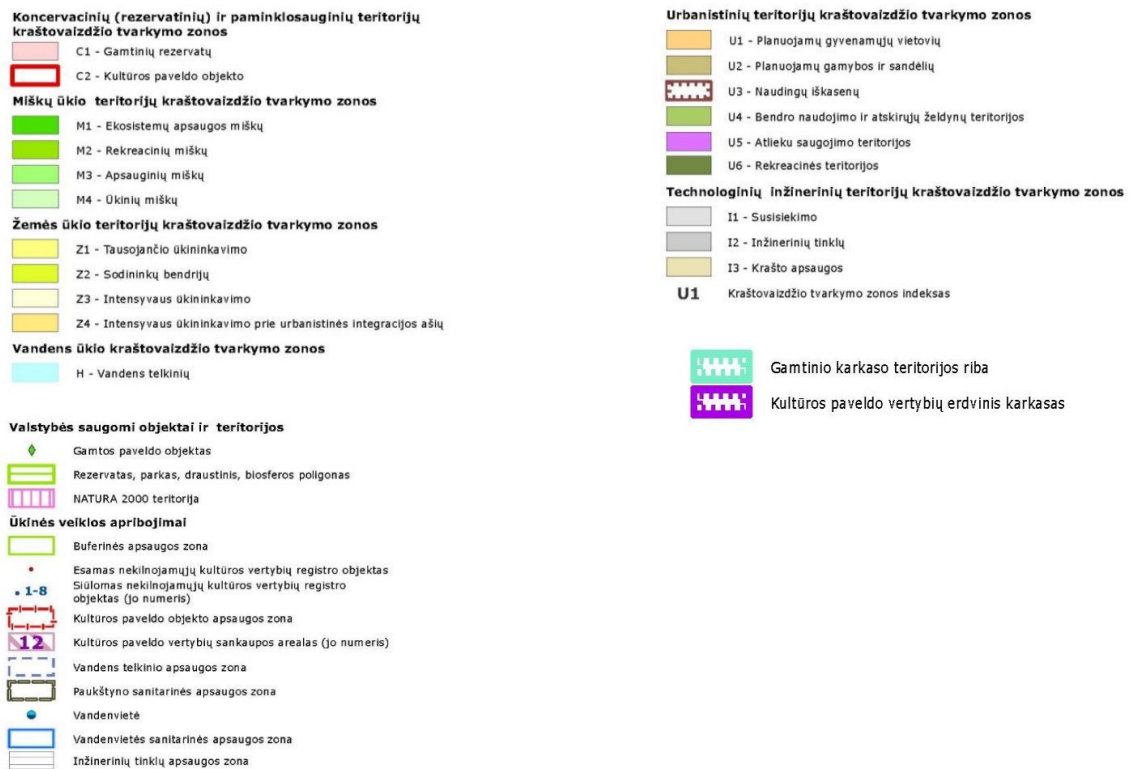 Koncervacinių (rezervatinių) ir paminklosauginių teritorijų
kraštovaizdžio tvarkymo zonos
C1 - Gamtinių rezervatų
C2 - Kultūros paveldo objekto
Miškų ūkio teritorijų kraštovaizdžio tvarkymo zonos
M1 - Ekosistemų apsaugos miškų
M2 - Rekreacinių miškų
M3 - Apsauginių miškų
M4 - Ūkinių miškų
Žemės ūkio teritorijų kraštovaizdžio tvarkymo zonos
Z1 - Tausojančio ūkininkavimo
Z2 - Sodininkų bendrijų
Z3 - Intensyvaus ūkininkavimo
Z4 - Intensyvaus ūkininkavimo prie urbanistinės integracijos ašių
Vandens ūkio kraštovaizdžio tvarkymo zonos
H - Vandens telkinių
Valstybės saugomi objektai ir teritorijos
Gamtos paveldo objektas
Rezervatas, parkas, draustinis, biosferos poligonas
NATURA 2000 teritorija
Ūkinės veiklos apribojimai
Buferinės apsaugos zona
Esamas nekilnojamųjų kultūros vertybių registro objektas
1-8 Siūlomas nekilnojamųjų kultūros vertybių registro
objektas (jo numeris)
Kultūros paveldo objekto apsaugos zona
12 Kultūros paveldo vertybių sankaupos arealas (jo numeris)
Vandens telkinio apsaugos zona
Paukštyno sanitarinės apsaugos zona
Vandenvietė
Vandenvietės sanitarinės apsaugos zona
Inžinerinių tinklų apsaugos zona
Urbanistinių teritorijų kraštovaizdžio tvarkymo zonos
U1 - Planuojamų gyvenamųjų vietovių
U2 - Planuojamų gamybos ir sandėlių
U3 - Naudingų iškasenų
U4 - Bendro naudojimo ir atskirųjų želdynų teritorijos
U5 - Atlieku saugojimo teritorijos
U6 - Rekreacinės teritorijos
Technologinių inžinerinių teritorijų kraštovaizdžio tvarkymo zonos
I1 - Susisiekimo
I2 - Inžinerinių tinklų
I3 - Krašto apsaugos
U1 Kraštovaizdžio tvarkymo zonos indeksas
Gamtinio karkaso teritorijos riba
Kultūros paveldo vertybių erdvinis karkasas